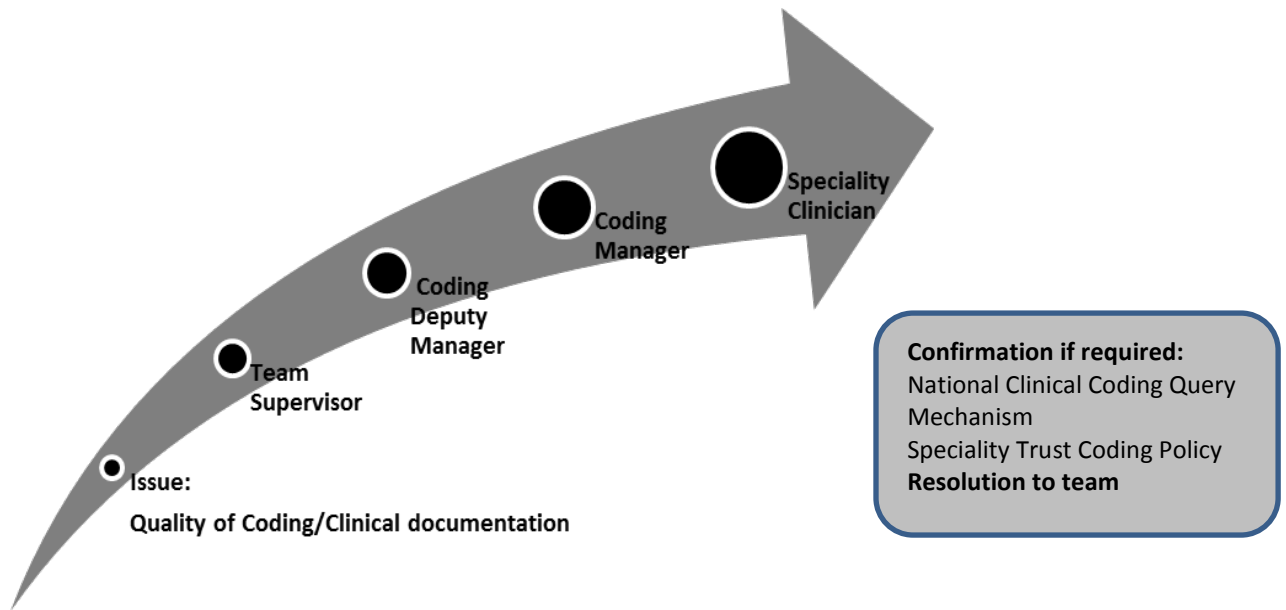 Issue:
Quality of Coding/Clinical documentation
Team
Supervisor
Coding
Deputy
Manager
Coding
Manager
Speciality
Clinician
Confirmation if required:
National Clinical Coding Query
Mechanism
Speciality Trust Coding Policy
Resolution to team